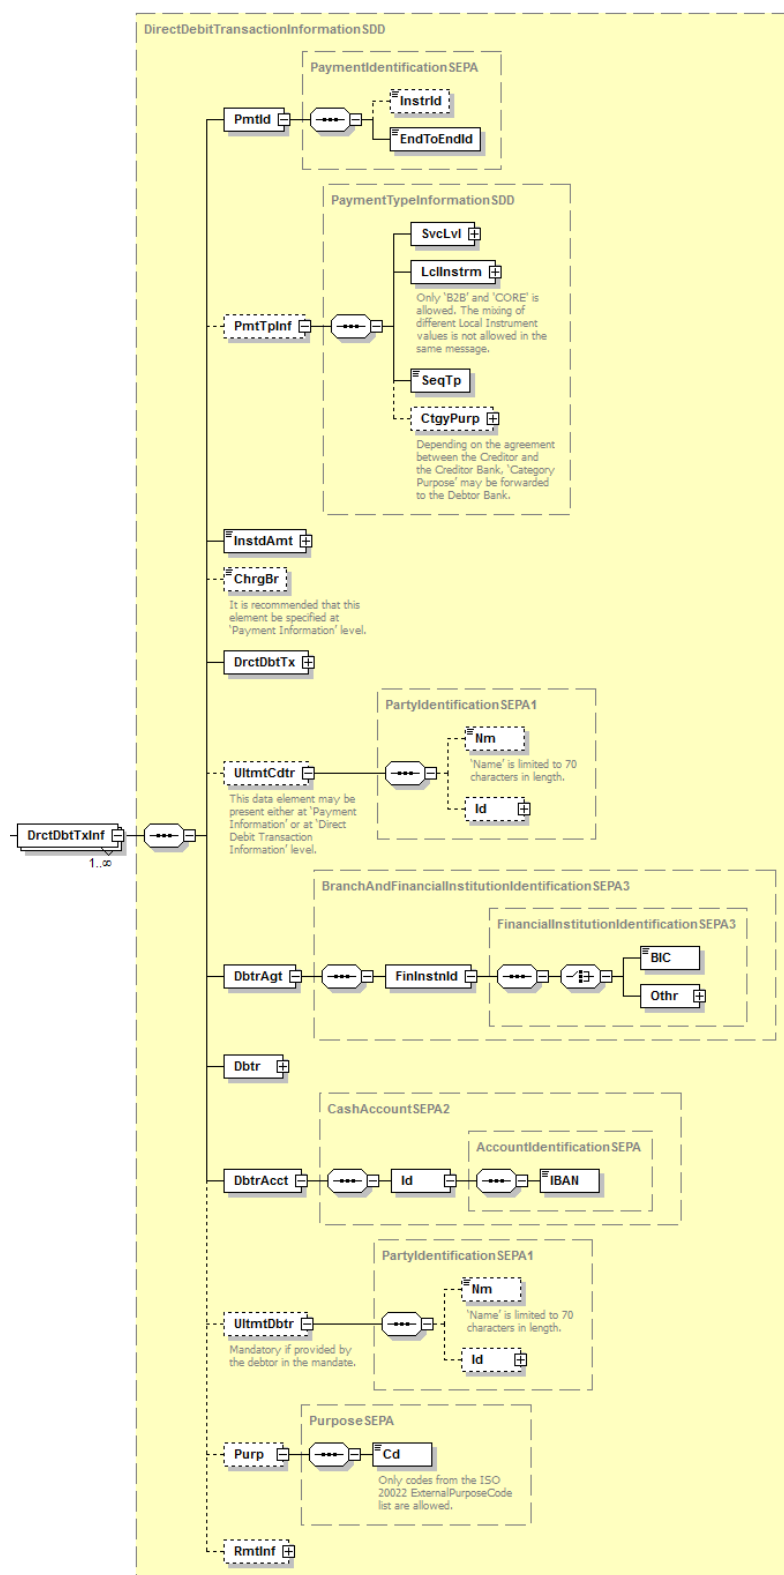 DirectDebitTransactionInformationSDD
PaymentIdentificationSEPA
PmtId
InstrId
EndToEndId
PaymentTypeInformationSDD
SvcLvl
LclInstrm
Only 'B2B' and 'CORE' is
allowed. The mixing of
different Local Instrument
values is not allowed in the
same message.
PmtTpInf
SeqTp
CtgyPurp
Depending on the agreement
between the Creditor and
the Creditor Bank, 'Category
Purpose' may be forwarded
to the Debtor Bank.
InstdAmt
ChrgBr
It is recommended that this
element be specified at
'Payment Information' level.
DrctDbtTx
PartyIdentificationSEPA1
Nm
'Name' is limited to 70
characters in length.
UltmtCdtr
This data element may be
present either at 'Payment
Information' or at 'Direct
Debit Transaction
Information' level.
Id
DrctDbtTxInf
1..∞
BranchAndFinancialInstitutionIdentificationSEPA3
FinancialInstitutionIdentificationSEPA3
DbtrAgt
FinInstnId
BIC
Othr
Dbtr
CashAccountSEPA2
AccountIdentificationSEPA
DbtrAcct
Id
IBAN
PartyIdentificationSEPA1
Nm
'Name' is limited to 70
characters in length.
UltmtDbtr
Mandatory if provided by
the debtor in the mandate.
Id
PurposeSEPA
Purp
Cd
Only codes from the ISO
20022 ExternalPurposeCode
list are allowed.
RmtInf